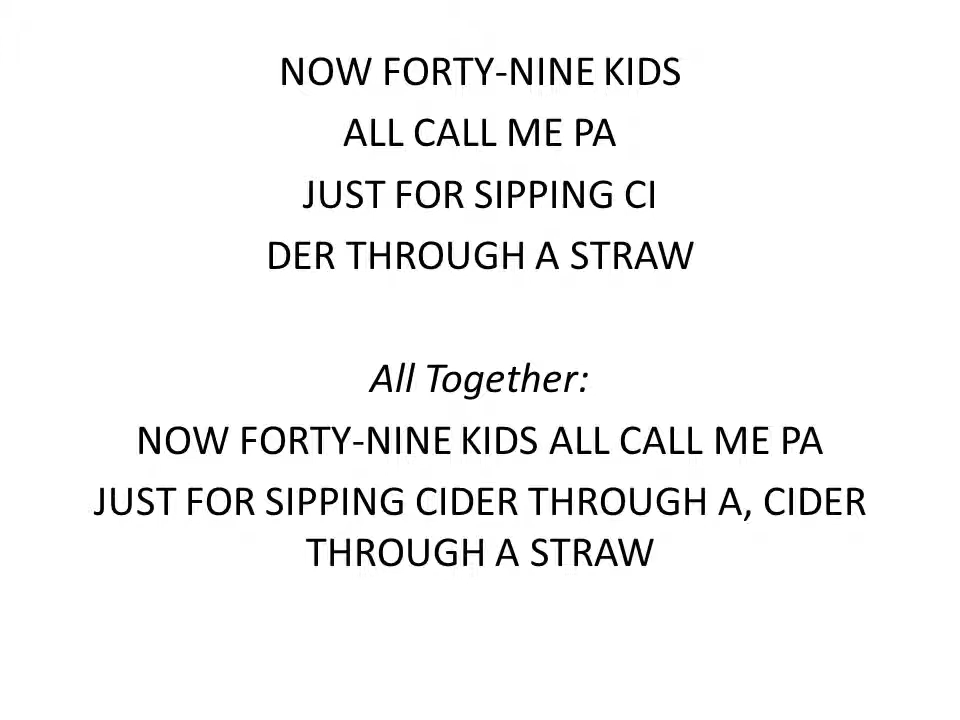 NOW FORTY-NINE KIDS
ALL CALL ME PA
JUST FOR SIPPING CI
DER THROUGH A STRAW
All Together:
NOW FORTY-NINE KIDS ALL CALL ME PA
JUST FOR SIPPING CIDER THROUGH A, CIDER
THROUGH A STRAW